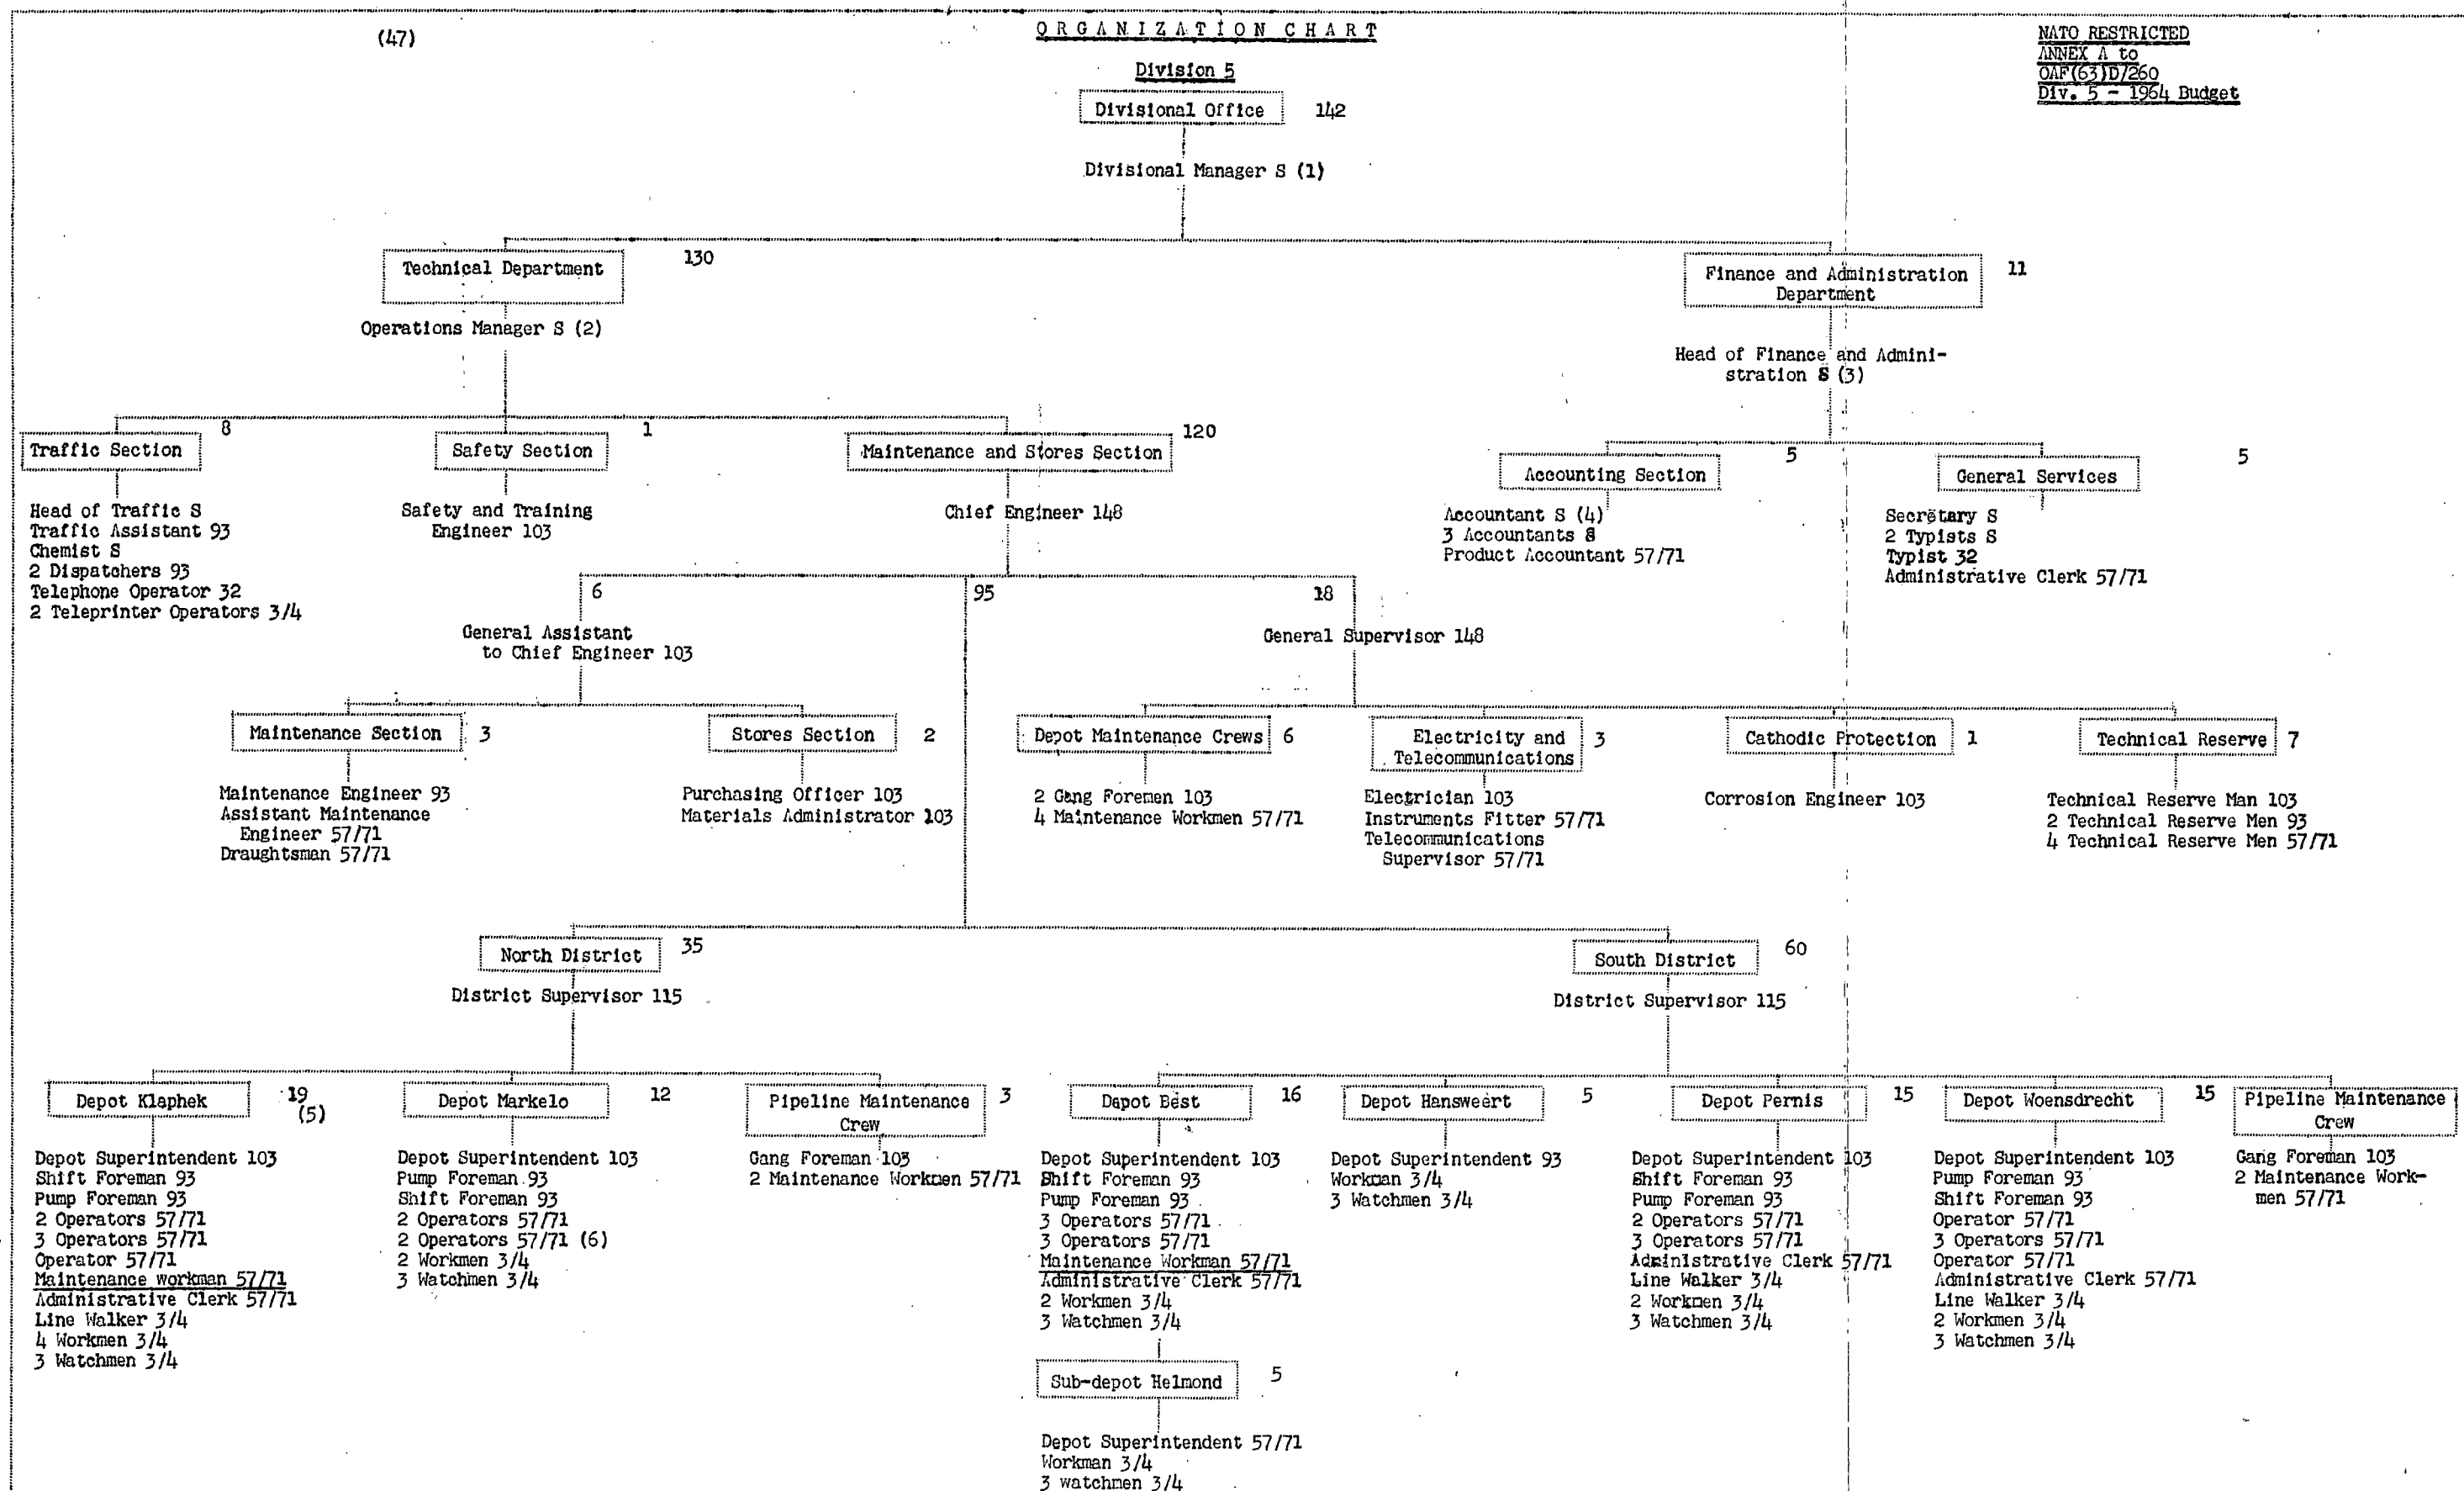 (47)
ORGANIZATION CHART
NATO RESTRICTED
ANNEX A to
OAF(63)D/260
Div. 5 - 1964 Budget
Division 5
Divisional Office 142
Divisional Manager S (1)
Technical Department 130
Operations Manager S (2)
Finance and Administration
Department
11
Head of Finance and Admini-
stration S (3)
Traffic Section 8
Head of Traffic S
Traffic Assistant 93
Chemist S
2 Dispatchers 93
Telephone Operator 32
2 Teleprinter Operators 3/4
Safety Section 1
Safety and Training
Engineer 103
Maintenance and Stores Section 120
Chief Engineer 148
Accounting Section 5
Accountant S (4)
3 Accountants S
Product Accountant 57/71
General Services 5
Secretary S
2 Typists S
Typist 32
Administrative Clerk 57/71
6
General Assistant
to Chief Engineer 103
95
18
General Supervisor 148
Maintenance Section 3
Maintenance Engineer 93
Assistant Maintenance
Engineer 57/71
Draughtsman 57/71
Stores Section 2
Purchasing Officer 103
Materials Administrator 103
Depot Maintenance Crews 6
2 Gang Foremen 103
4 Maintenance Workmen 57/71
Electricity and
Telecommunications
3
Electrician 103
Instruments Fitter 57/71
Telecommunications
Supervisor 57/71
Cathodic Protection 1
Corrosion Engineer 103
Technical Reserve 7
Technical Reserve Man 103
2 Technical Reserve Men 93
4 Technical Reserve Men 57/71
North District 35
District Supervisor 115
South District 60
District Supervisor 115
Depot Klaphek 19
(5)
Depot Superintendent 103
Shift Foreman 93
Pump Foreman 93
2 Operators 57/71
3 Operators 57/71
Operator 57/71
Maintenance workman 57/71
Administrative Clerk 57/71
Line Walker 3/4
4 Workmen 3/4
3 Watchmen 3/4
Depot Markelo 12
Depot Superintendent 103
Pump Foreman 93
Shift Foreman 93
2 Operators 57/71
2 Operators 57/71 (6)
2 Workmen 3/4
3 Watchmen 3/4
Pipeline Maintenance
Crew
3
Gang Foreman 103
2 Maintenance Workmen 57/71
Depot Best 16
Depot Superintendent 103
Shift Foreman 93
Pump Foreman 93
3 Operators 57/71
3 Operators 57/71
Maintenance Workman 57/71
Administrative Clerk 57/71
2 Workmen 3/4
3 Watchmen 3/4
Sub-depot Helmond 5
Depot Superintendent 57/71
Workman 3/4
3 watchmen 3/4
Depot Hansweert 5
Depot Superintendent 93
Workman 3/4
3 Watchmen 3/4
Depot Pernis 15
Depot Superintendent 103
Shift Foreman 93
Pump Foreman 93
2 Operators 57/71
3 Operators 57/71
Administrative Clerk 57/71
Line Walker 3/4
2 Workmen 3/4
3 Watchmen 3/4
Depot Woensdrecht 15
Depot Superintendent 103
Pump Foreman 93
Shift Foreman 93
Operator 57/71
3 Operators 57/71
Operator 57/71
Administrative Clerk 57/71
Line Walker 3/4
2 Workmen 3/4
3 Watchmen 3/4
Pipeline Maintenance
Crew
Gang Foreman 103
2 Maintenance Work-
men 57/71